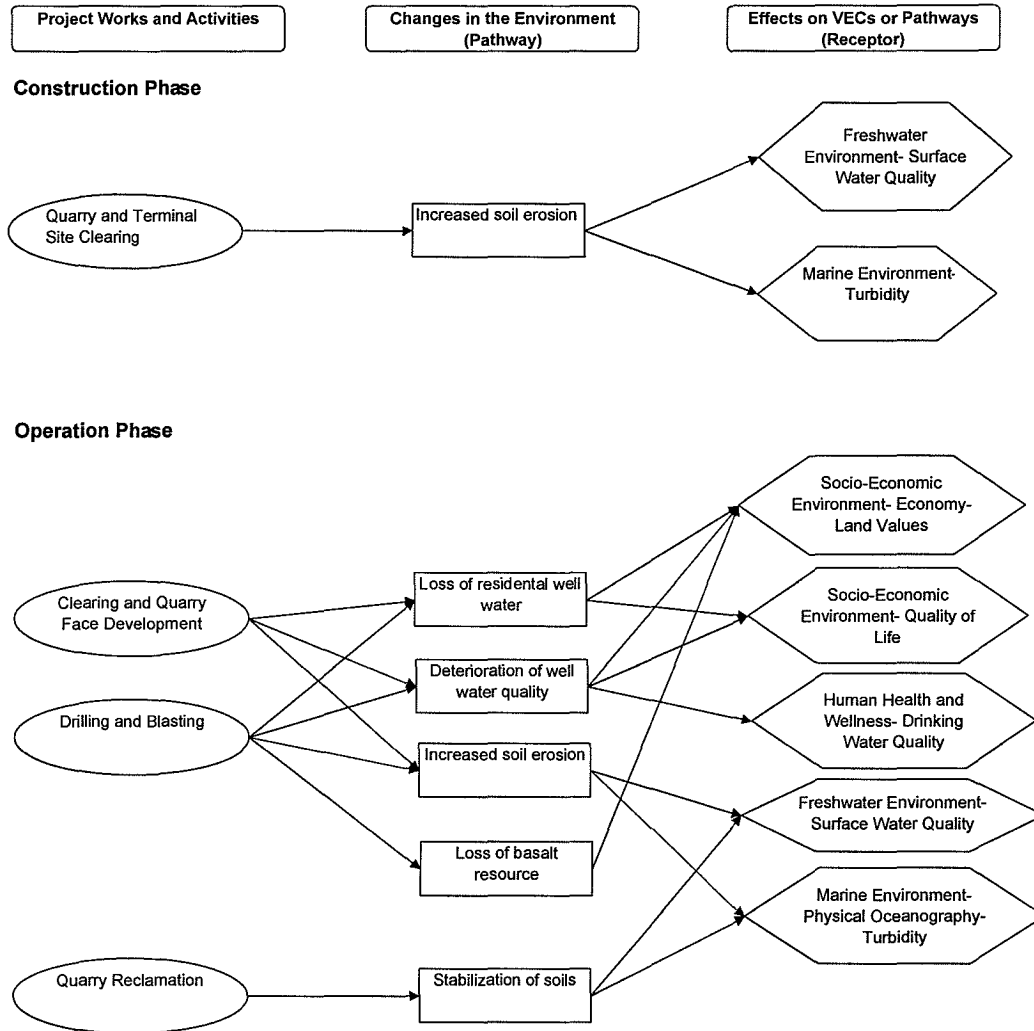 Project Works and Activities
Changes in the Environment
(Pathway)
Effects on VECs or Pathways
(Receptor)
Construction Phase
Quarry and Terminal
Site Clearing
Increased soil erosion
Freshwater
Environment- Surface
Water Quality
Marine Environment-
Turbidity
Operation Phase
Clearing and Quarry
Face Development
Drilling and Blasting
Quarry Reclamation
Loss of residental well
water
Deterioration of well
water quality
Increased soil erosion
Loss of basalt
resource
Stabilization of soils
Socio-Economic
Environment- Economy-
Land Values
Socio-Economic
Environment- Quality of
Life
Human Health and
Wellness- Drinking
Water Quality
Freshwater Environment-
Surface Water Quality
Marine Environment-
Physical Oceanography-
Turbidity